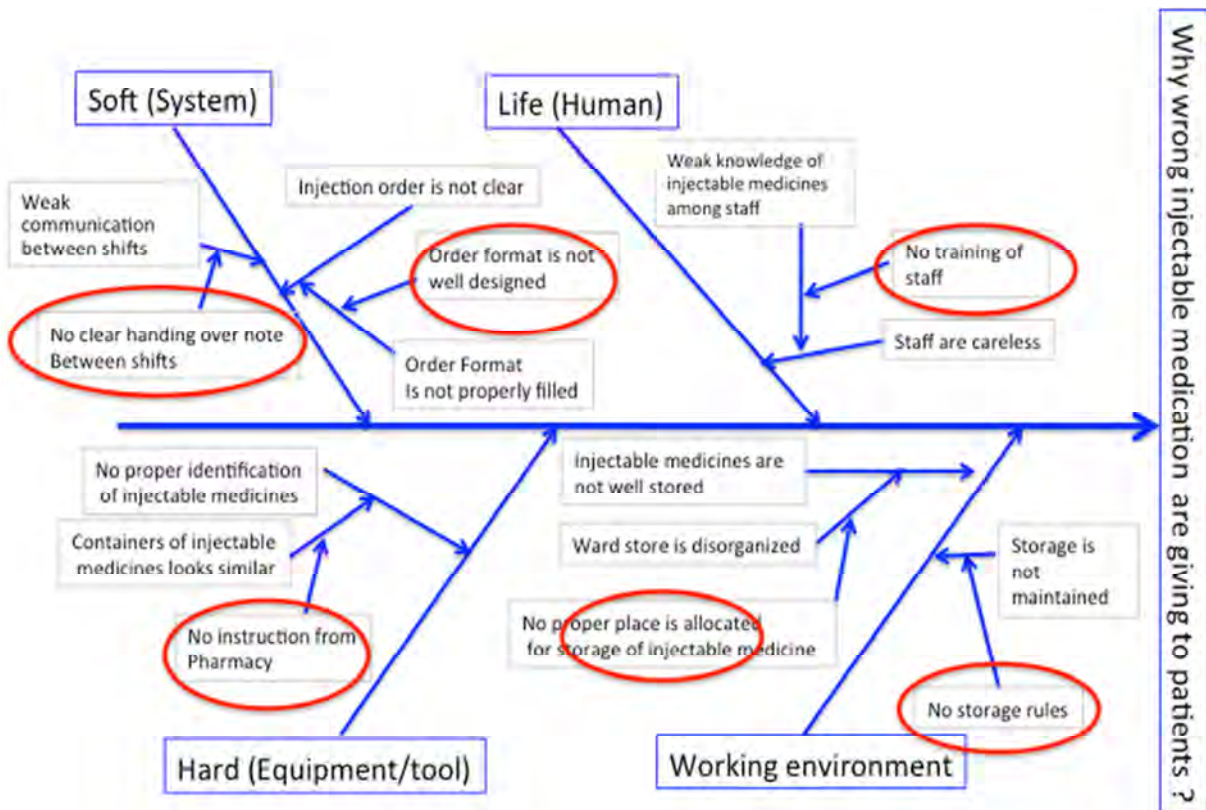 Soft (System)
Life (Human)
Weak
communication
between shifts
Injection order is not clear
Order format is not
well designed
No clear handing over note
Between shifts
Order Format
Is not properly filled
Weak knowledge of
injectable medicines
among staff
No training of
staff
Staff are careless
No proper identification
of injectable medicines
Containers of injectable
medicines looks similar
No instruction from
Pharmacy
Injectable medicines are
not well stored
Ward store is disorganized
No proper place is allocated
for storage of injectable medicine
Storage is
not
maintained
No storage rules
Hard (Equipment/tool)
Working environment
Why wrong injectable medication are giving to patients ?